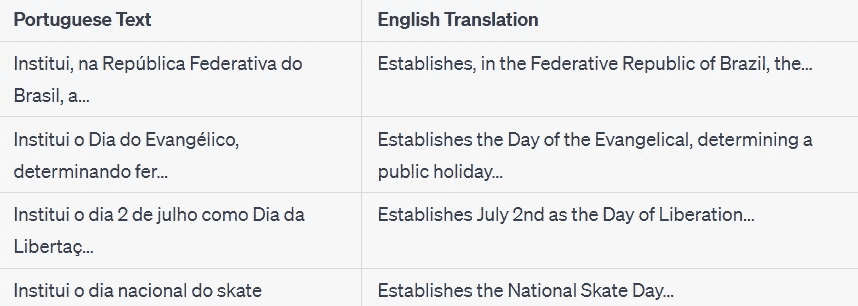 Portuguese Text
English Translation
Institui, na República Federativa do
Brasil, a...
Establishes, in the Federative Republic of Brazil, the...
Institui o Dia do Evangélico,
determinando fer...
Establishes the Day of the Evangelical, determining a
public holiday...
Institui o dia 2 de julho como Dia da
Libertaç...
Establishes July 2nd as the Day of Liberation...
Institui o dia nacional do skate
Establishes the National Skate Day...